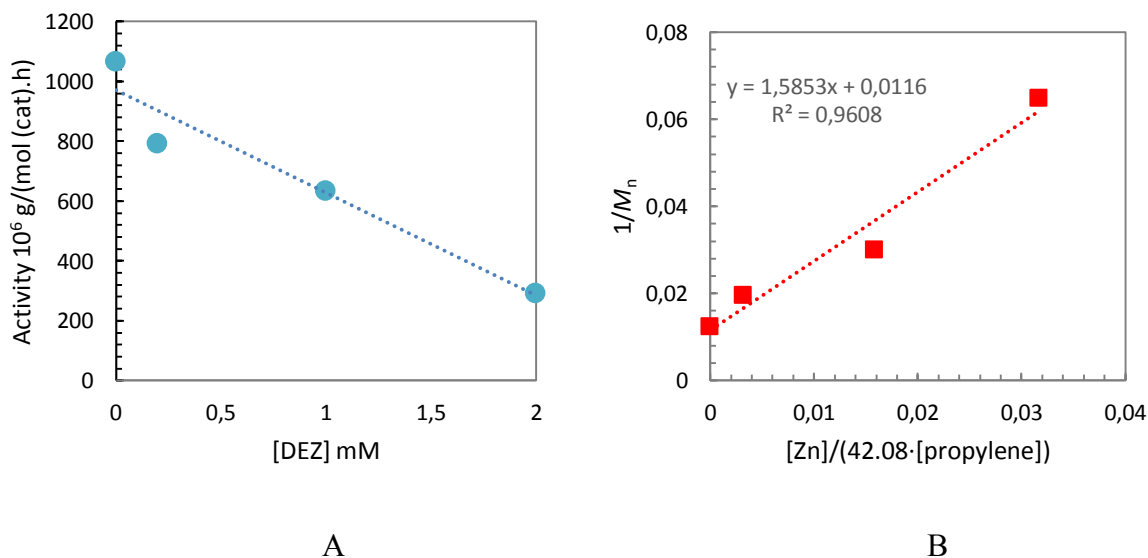 Activity 10⁶ g/(mol (cat).h
1200
1000
800
600
400
200
0
0 0,5 1 1,5 2
[DEZ] mM
A
1/Mn
0,08
0,06
0,04
0,02
0
y = 1,5853x + 0,0116
R² = 0,9608
0 0,01 0,02 0,03 0,04
[Zn]/(42.08·[propylene])
B